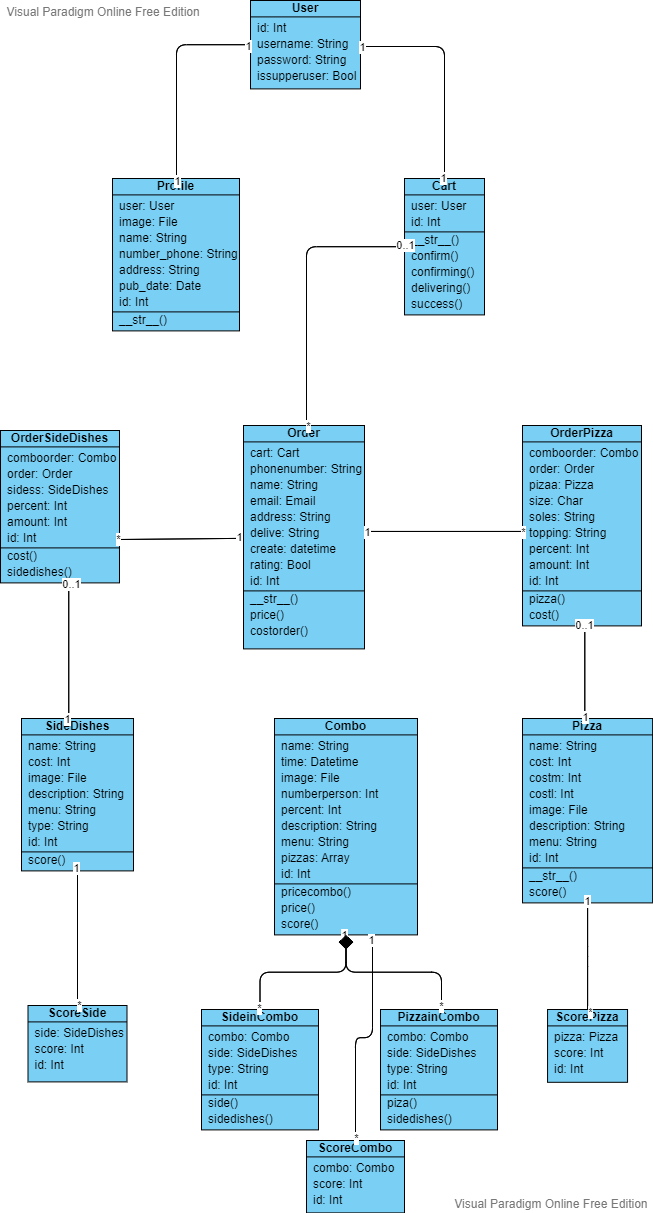 Visual Paradigm Online Free Edition
User
id: Int
username: String
password: String
issupperuser: Bool
1
1
1
1
Profile
user: User
image: File
name: String
number_phone: String
address: String
pub_date: Date
id: Int
__str__()
Cart
user: User
id: Int
__str__()
confirm()
confirming()
delivering()
success()
0..1
*
OrderSideDishes
comboorder: Combo
order: Order
sidess: SideDishes
percent: Int
amount: Int
id: Int
cost()
sidedishes()
*
1
0..1
Order
cart: Cart
phonenumber: String
name: String
email: Email
address: String
delive: String
create: datetime
rating: Bool
id: Int
__str__()
price()
costorder()
1
*
OrderPizza
comboorder: Combo
order: Order
pizaa: Pizza
size: Char
soles: String
topping: String
percent: Int
amount: Int
id: Int
pizza()
cost()
0..1
1
SideDishes
name: String
cost: Int
image: File
description: String
menu: String
type: String
id: Int
score()
1
Combo
name: String
time: Datetime
image: File
numberperson: Int
percent: Int
description: String
menu: String
pizzas: Array
id: Int
pricecombo()
price()
score()
1
1
1
Pizza
name: String
cost: Int
costm: Int
costl: Int
image: File
description: String
menu: String
id: Int
__str__()
score()
1
*
ScoreSide
side: SideDishes
score: Int
id: Int
*
SideinCombo
combo: Combo
side: SideDishes
type: String
id: Int
side()
sidedishes()
*
PizzainCombo
combo: Combo
side: SideDishes
type: String
id: Int
piza()
sidedishes()
*
ScorePizza
pizza: Pizza
score: Int
id: Int
*
ScoreCombo
combo: Combo
score: Int
id: Int
Visual Paradigm Online Free Edition